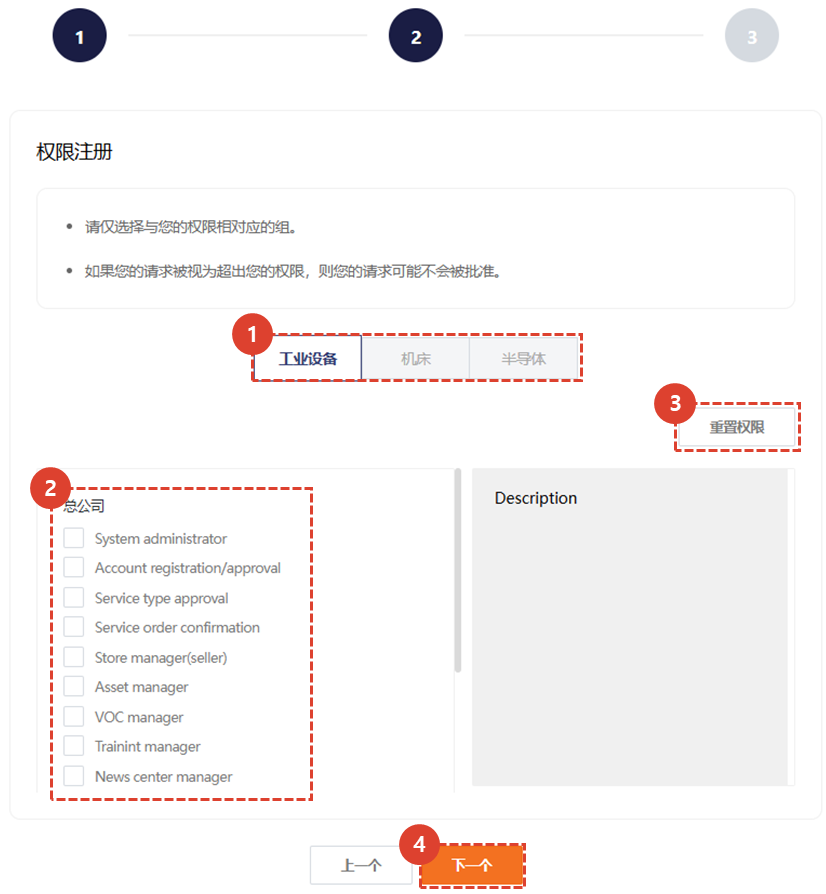 1 2 3
权限注册
• 请仅选择与您的权限相对应的组。
• 如果您的请求被视为超出您的权限，则您的请求可能不会被批准。
1
工业设备 机床 半导体
3
重置权限
2
总公司
Description
System administrator
Account registration/approval
Service type approval
Service order confirmation
Store manager(seller)
Asset manager
VOC manager
Trainint manager
News center manager
4
上一个 下一个